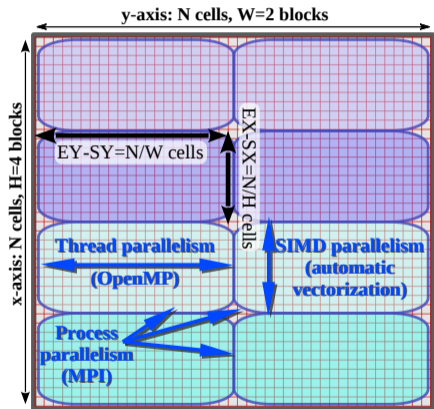 y-axis: N cells, W=2 blocks
x-axis: N cells, H=4 blocks
EY-SY=N/W cells
EX-SX=N/H cells
Thread parallelism
(OpenMP)
SIMD parallelism
(automatic
vectorization)
Process
parallelism
(MPI)